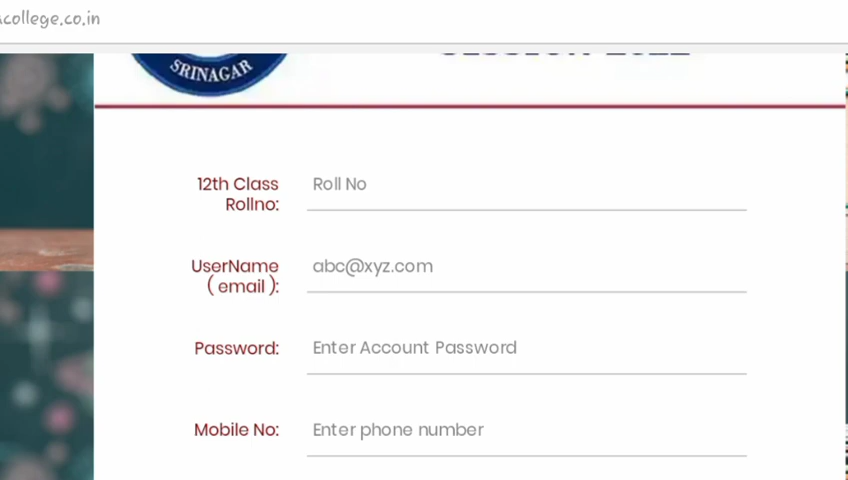 college.co.in
SRINAGAR
12th Class Roll No
Rollno:
UserName abc@xyz.com
( email ):
Password: Enter Account Password
Mobile No: Enter phone number